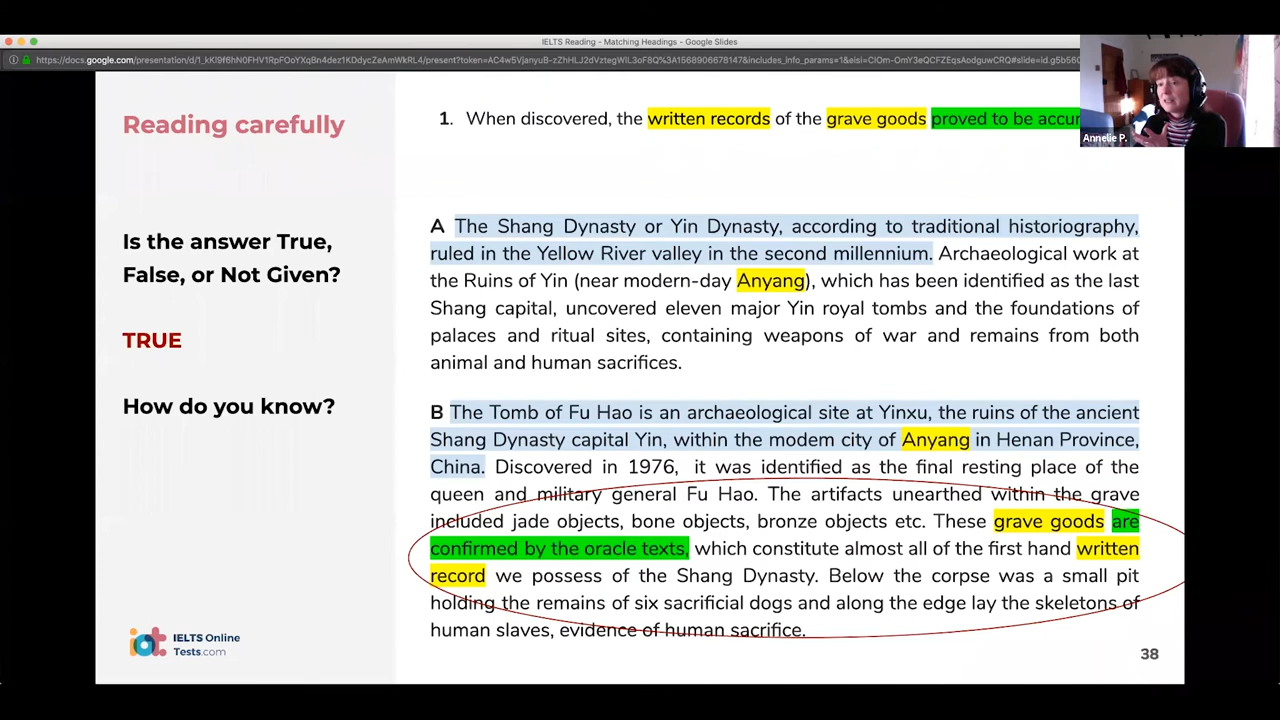 IELTS Reading - Matching Headings - Google Slides
Reading carefully
1. When discovered, the written records of the grave goods proved to be accur
Annelie P.
Is the answer True,
False, or Not Given?
TRUE
How do you know?
A The Shang Dynasty or Yin Dynasty, according to traditional historiography,
ruled in the Yellow River valley in the second millennium. Archaeological work at
the Ruins of Yin (near modern-day Anyang), which has been identified as the last
Shang capital, uncovered eleven major Yin royal tombs and the foundations of
palaces and ritual sites, containing weapons of war and remains from both
animal and human sacrifices.
B The Tomb of Fu Hao is an archaeological site at Yinxu, the ruins of the ancient
Shang Dynasty capital Yin, within the modem city of Anyang in Henan Province,
China. Discovered in 1976, it was identified as the final resting place of the
queen and military general Fu Hao. The artifacts unearthed within the grave
included jade objects, bone objects, bronze objects etc. These grave goods are
confirmed by the oracle texts, which constitute almost all of the first hand written
record we possess of the Shang Dynasty. Below the corpse was a small pit
holding the remains of six sacrificial dogs and along the edge lay the skeletons of
human slaves, evidence of human sacrifice.
iot IELTS Online
Tests.com
38